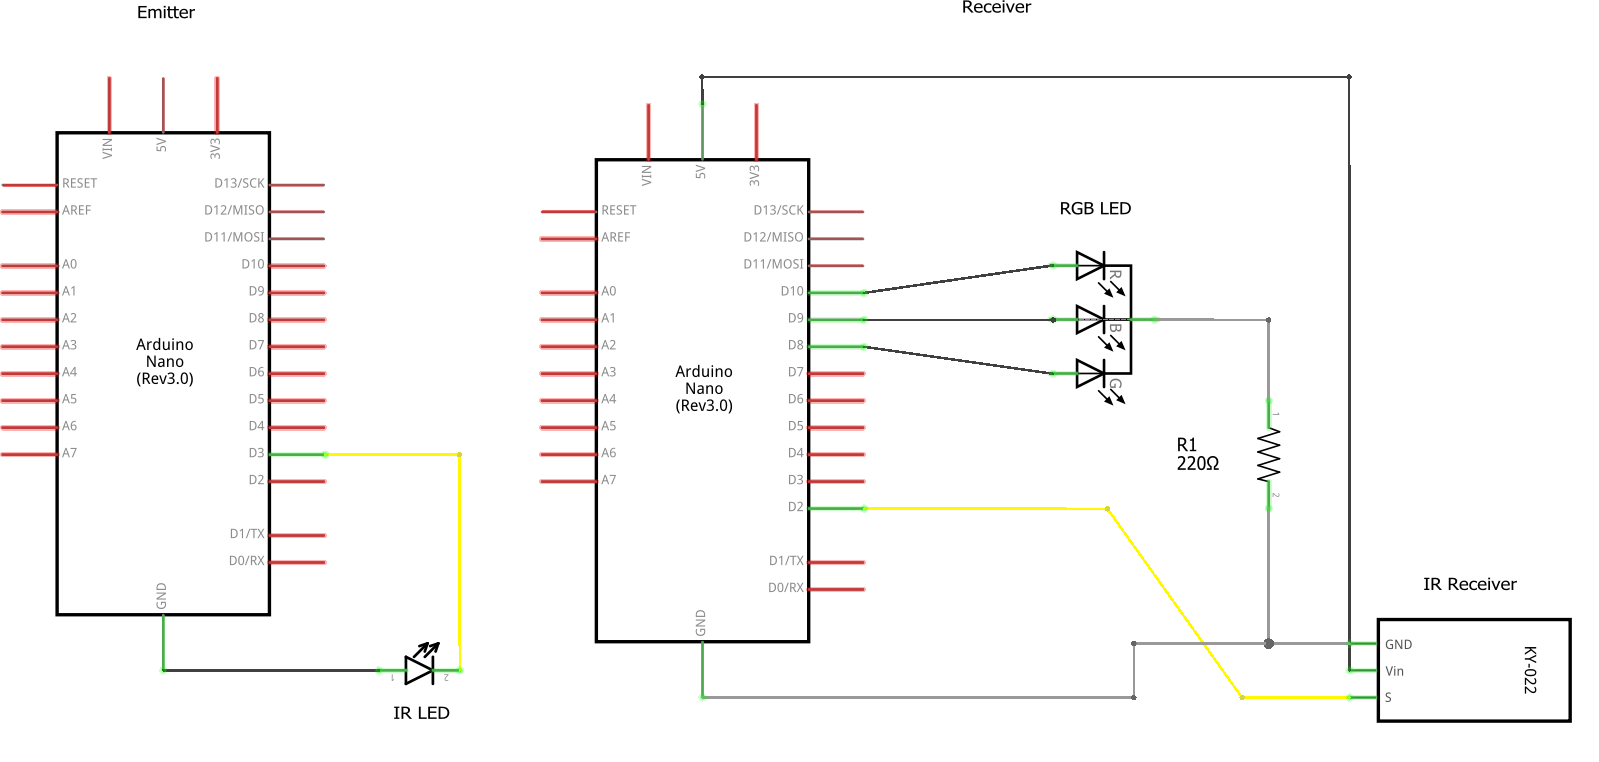 Emitter
Receiver
VIN
5V
3V3
RESET
AREF
A0
A1
A2
A3
A4
A5
A6
A7
D13/SCK
D12/MISO
D11/MOSI
D10
D9
D8
D7
D6
D5
D4
D3
D2
D1/TX
D0/RX
Arduino
Nano
(Rev3.0)
GND
1
2
IR LED
VIN
5V
3V3
RESET
AREF
A0
A1
A2
A3
A4
A5
A6
A7
D13/SCK
D12/MISO
D11/MOSI
D10
D9
D8
D7
D6
D5
D4
D3
D2
D1/TX
D0/RX
Arduino
Nano
(Rev3.0)
GND
RGB LED
R
B
G
R1
220Ω
1
2
IR Receiver
GND
Vin
S
KY-022